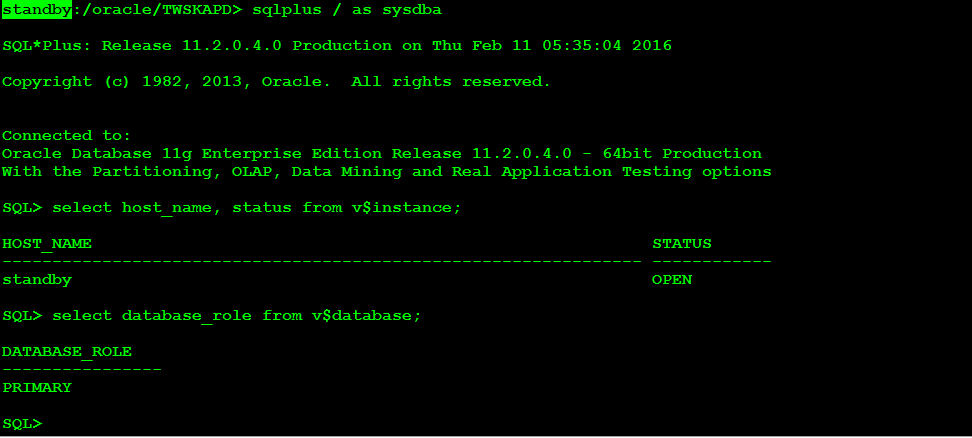 standby:/oracle/TWSKAPD> sqlplus / as sysdba
SQL*Plus: Release 11.2.0.4.0 Production on Thu Feb 11 05:35:04 2016
Copyright (c) 1982, 2013, Oracle.  All rights reserved.
Connected to:
Oracle Database 11g Enterprise Edition Release 11.2.0.4.0 - 64bit Production
With the Partitioning, OLAP, Data Mining and Real Application Testing options
SQL> select host_name, status from v$instance;
HOST_NAME                                                        STATUS
---------------------------------------------------------------- ------------
standby                                                          OPEN
SQL> select database_role from v$database;
DATABASE_ROLE
----------------
PRIMARY
SQL>